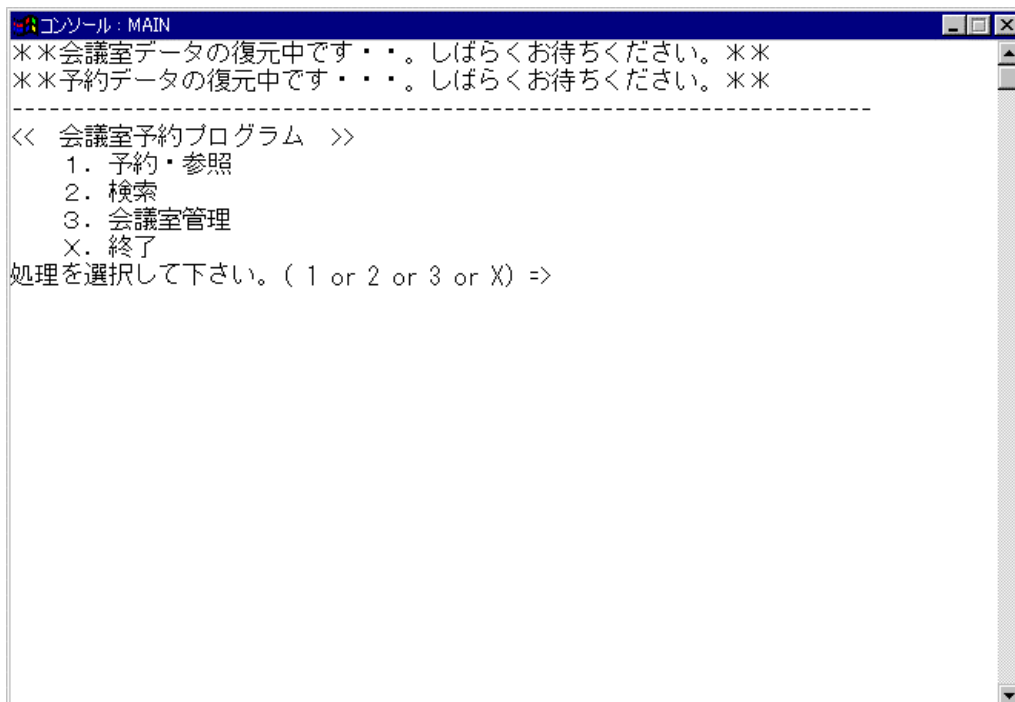 コンソール：MAIN
＊＊会議室データの復元中です・・。しばらくお待ちください。＊＊
＊＊予約データの復元中です・・・。しばらくお待ちください。＊＊
----------------------------------------------------------------------
<<　会議室予約プログラム　>>
１．予約・参照
２．検索
３．会議室管理
Ｘ．終了
処理を選択して下さい。( 1 or 2 or 3 or X) =>